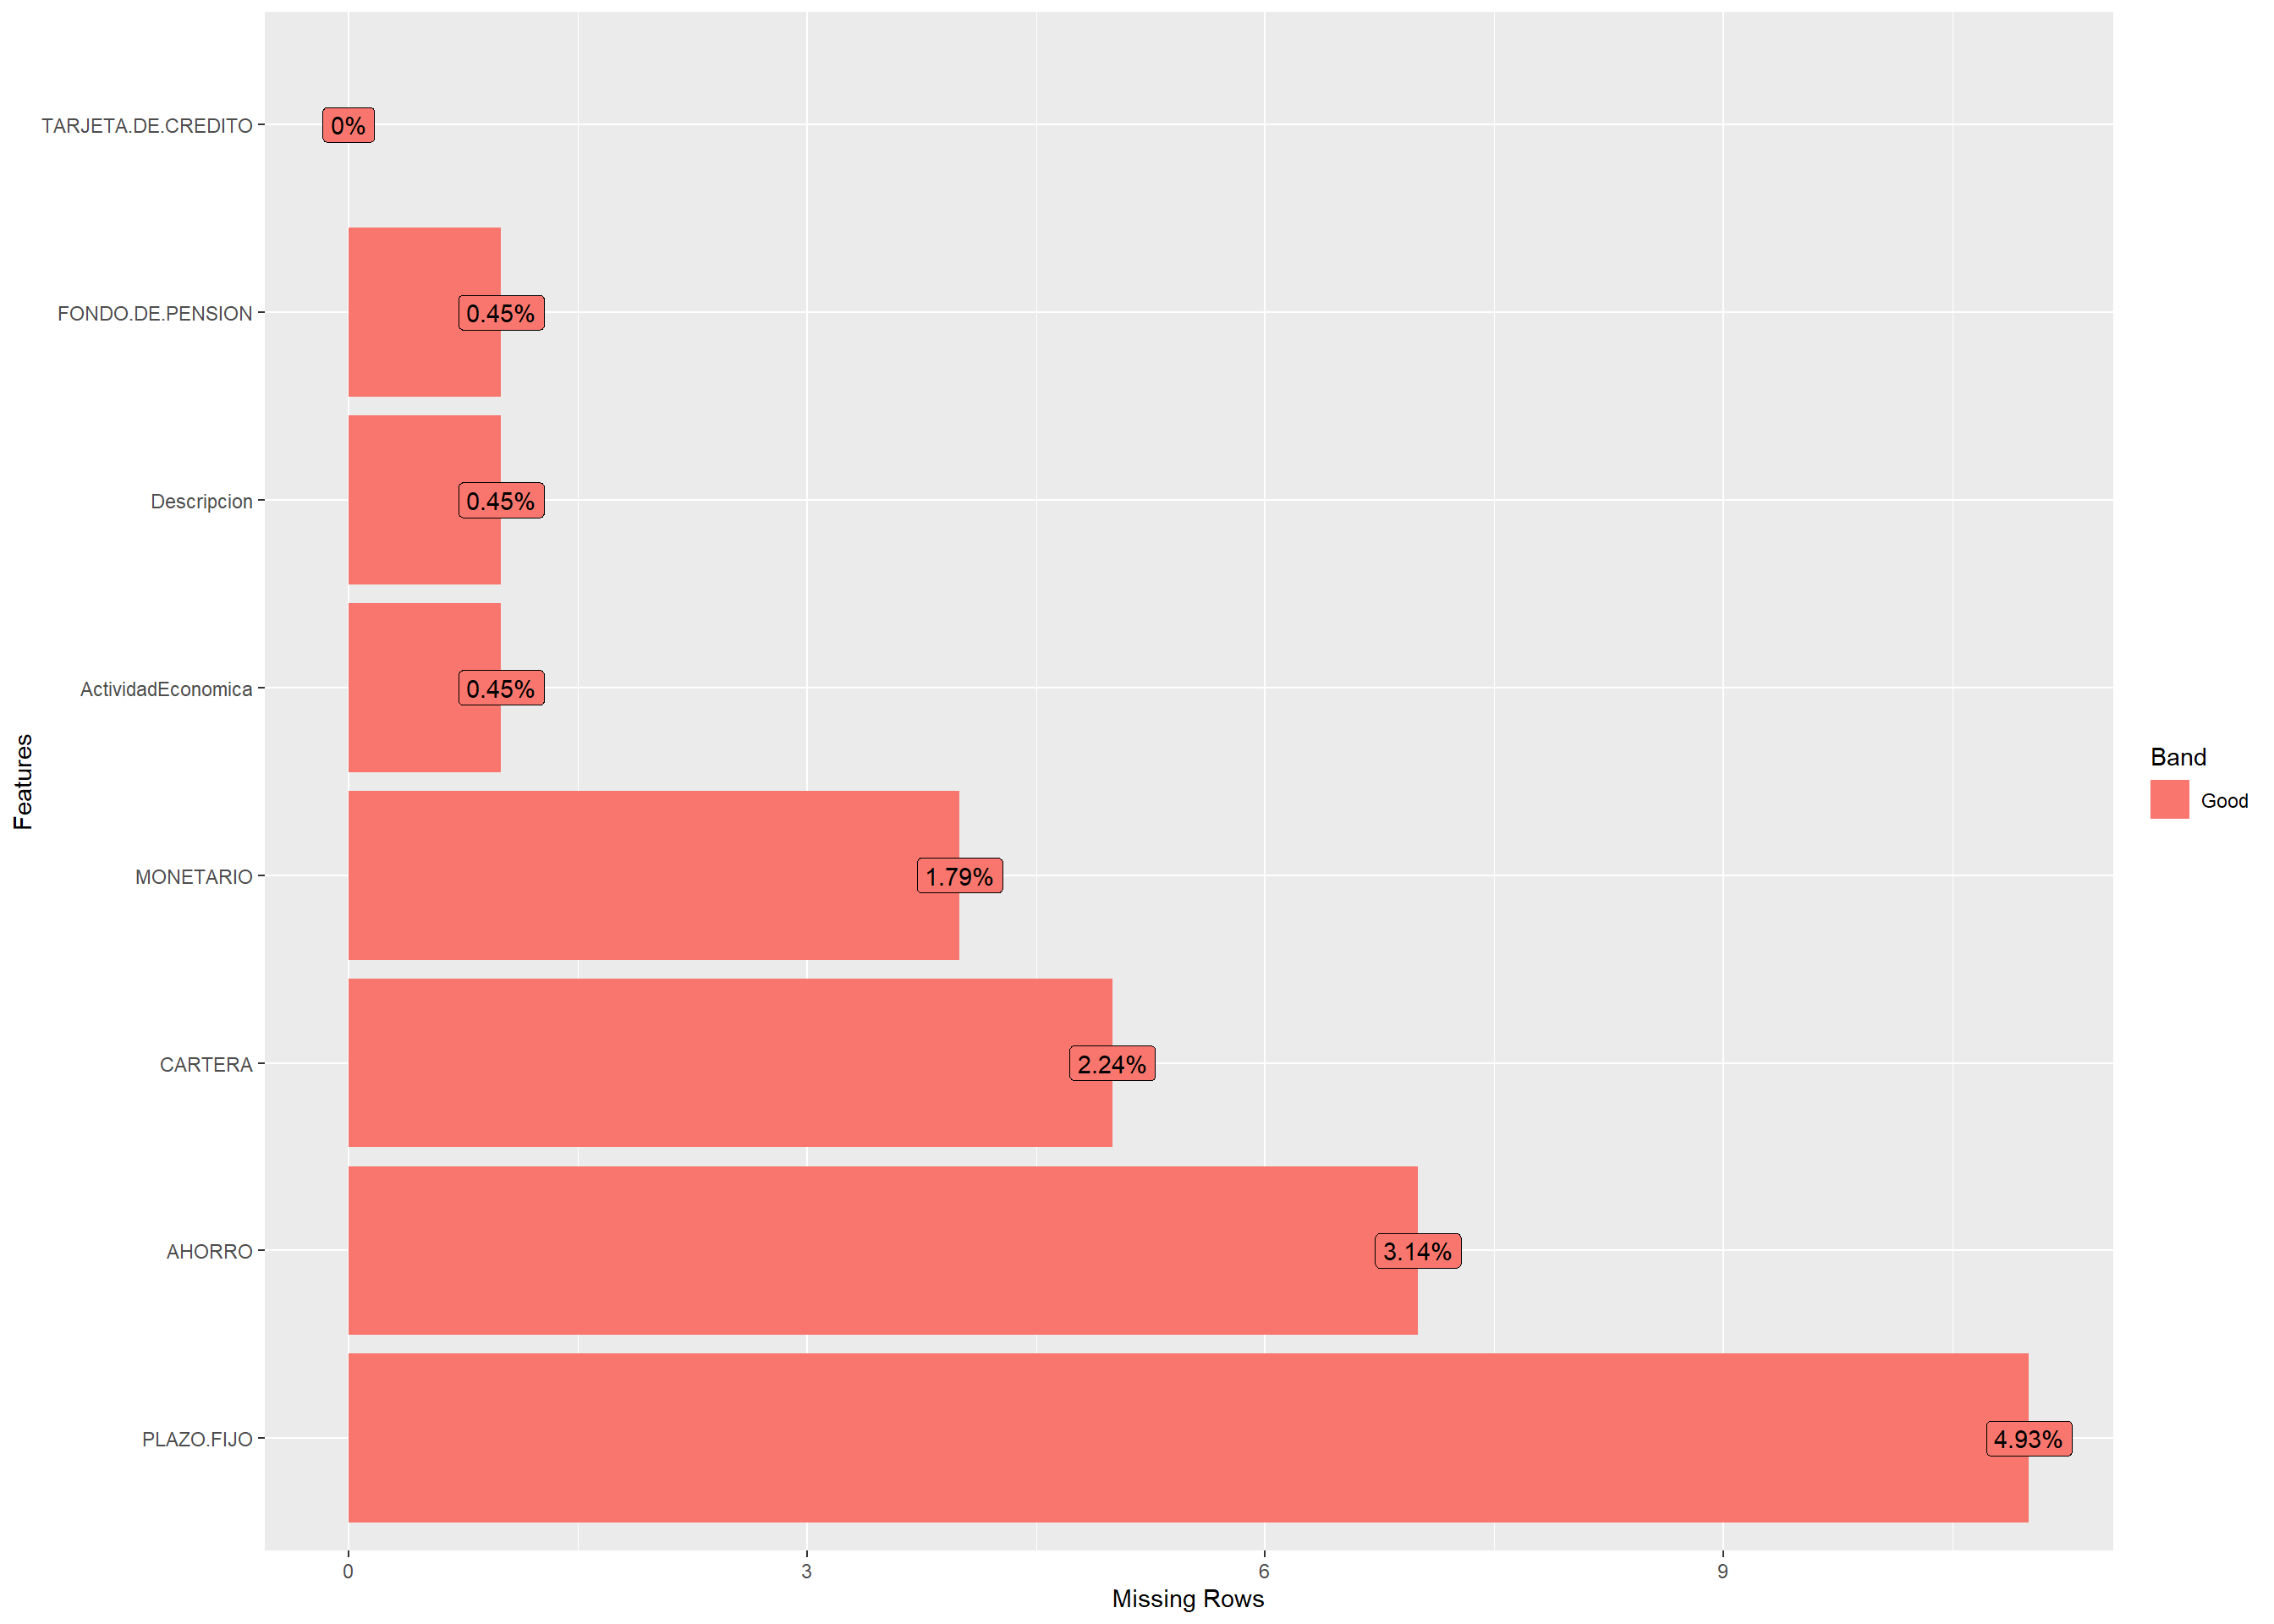 TARJETA.DE.CREDITO
0%
FONDO.DE.PENSION
0.45%
Descripcion
0.45%
ActividadEconomica
0.45%
MONETARIO
1.79%
CARTERA
2.24%
AHORRO
3.14%
PLAZO.FIJO
4.93%
Features
0
3
6
9
Missing Rows
Band
Good